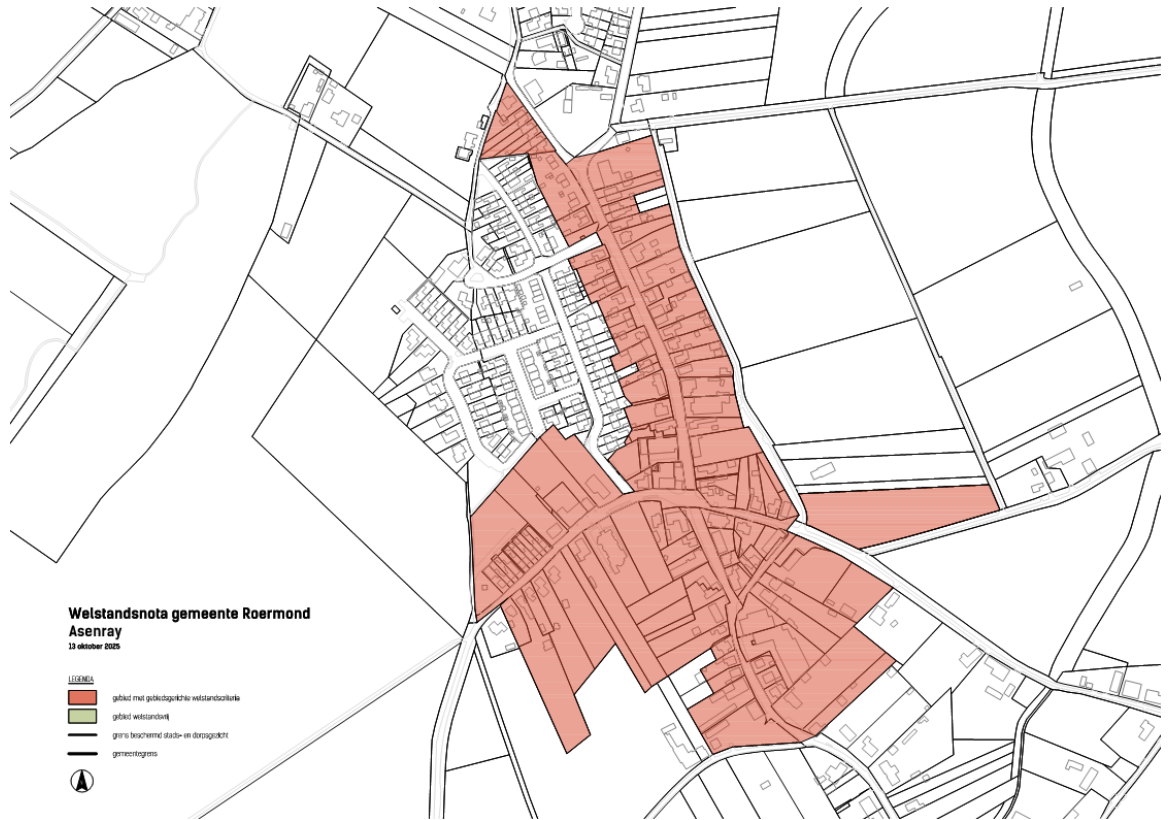 Welstandsnota gemeente Roermond
Asenray
13 oktober 2025
LEGENDA
gebied met gebiedsgerichte welstandscriteria
gebied welstandsvrij
grens beschermd stads- en dorpsgezicht
gemeentegrens